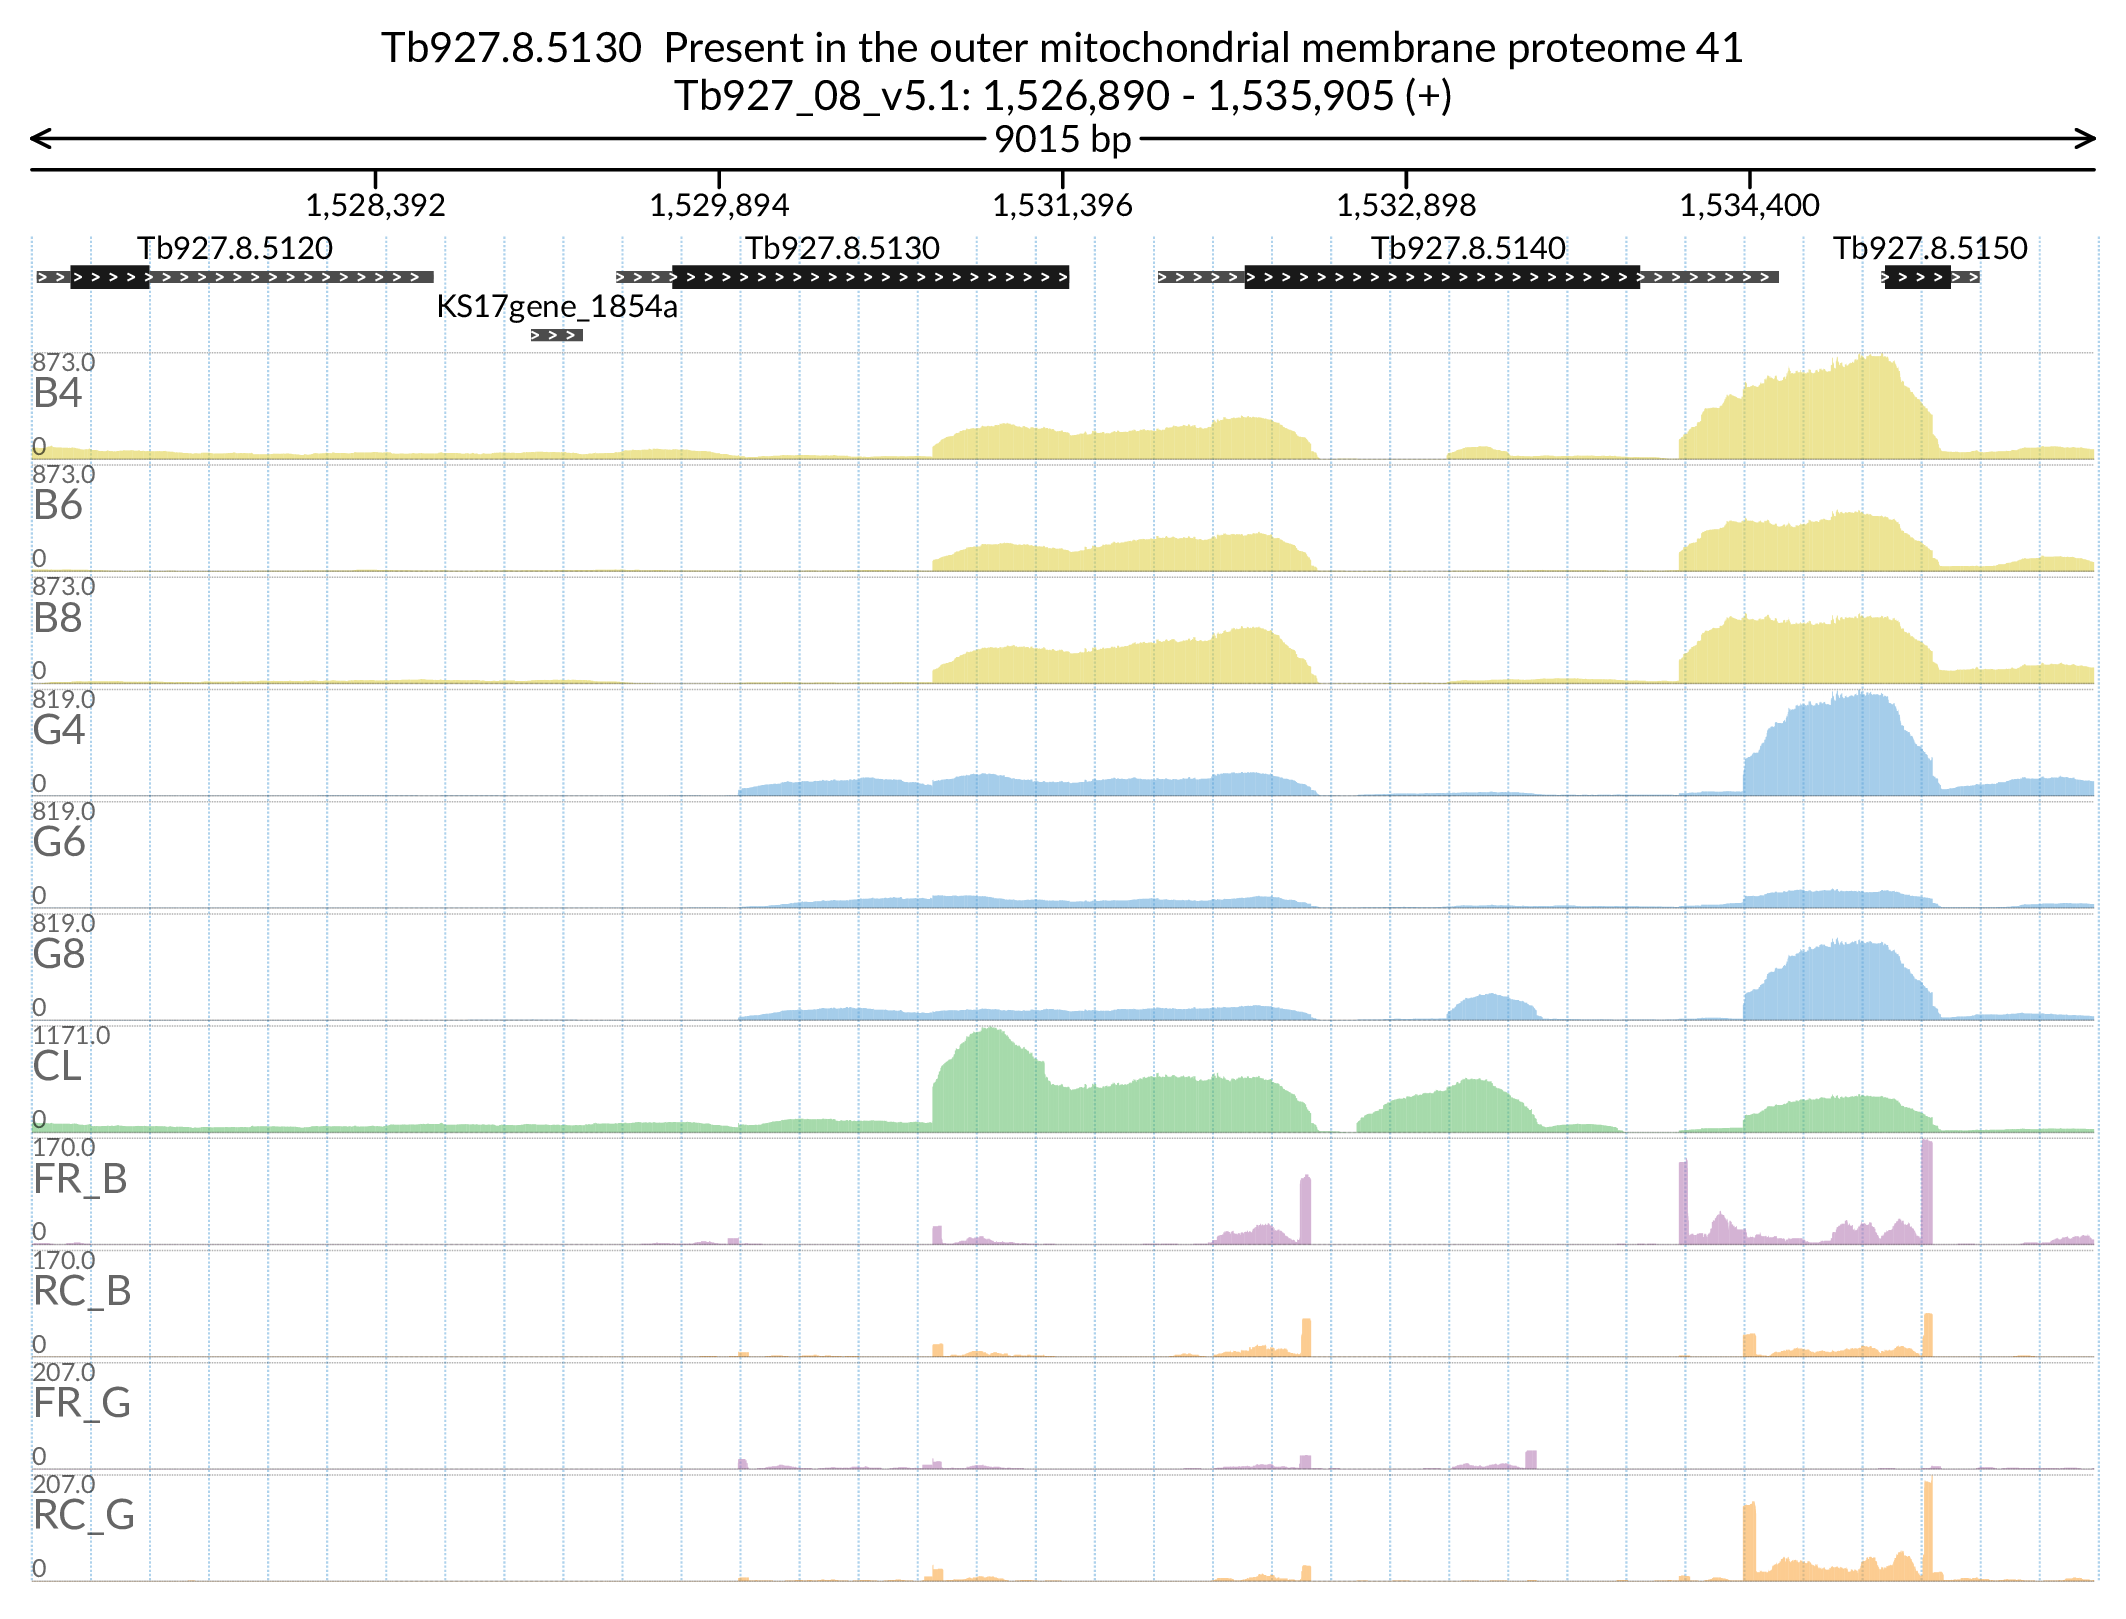 Tb927.8.5130  Present in the outer mitochondrial membrane proteome 41
Tb927_08_v5.1: 1,526,890 - 1,535,905 (+)
9015 bp
1,528,392 1,529,894 1,531,396 1,532,898 1,534,400
Tb927.8.5120 Tb927.8.5130 Tb927.8.5140 Tb927.8.5150
KS17gene_1854a
873.0
B4
0
873.0
B6
0
873.0
B8
0
819.0
G4
0
819.0
G6
0
819.0
G8
0
1171.0
CL
0
170.0
FR_B
0
170.0
RC_B
0
207.0
FR_G
0
207.0
RC_G
0